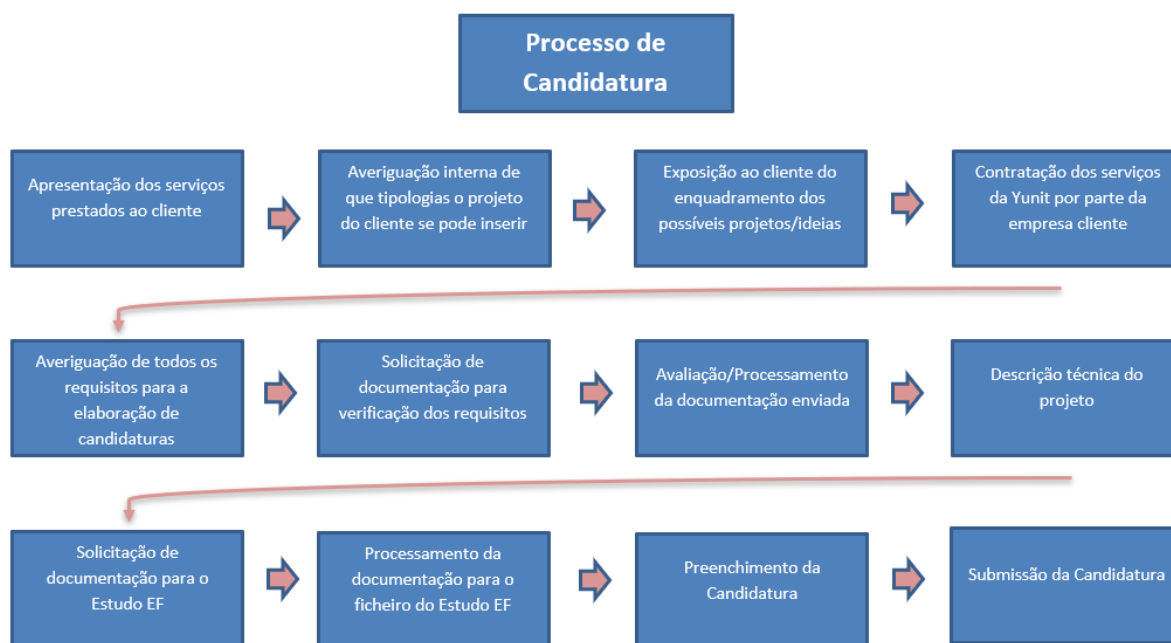 Processo de
Candidatura
Apresentação dos serviços
prestados ao cliente
Averiguação interna de
que tipologias o projeto
do cliente se pode inserir
Exposição ao cliente do
enquadramento dos
possíveis projetos/ideias
Contratação dos serviços
da Yunit por parte da
empresa cliente
Averiguação de todos os
requisitos para a
elaboração de
candidaturas
Solicitação de
documentação para
verificação dos requisitos
Avaliação/Processamento
da documentação enviada
Descrição técnica do
projeto
Solicitação de
documentação para o
Estudo EF
Processamento da
documentação para o
ficheiro do Estudo EF
Preenchimento da
Candidatura
Submissão da Candidatura